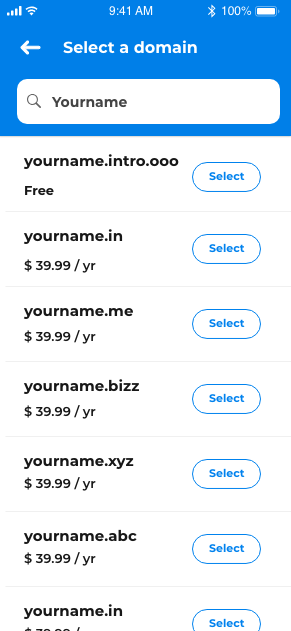 9:41 AM 100%
Select a domain
Yourname
yourname.intro.ooo
Free
Select
yourname.in
$ 39.99 / yr
Select
yourname.me
$ 39.99 / yr
Select
yourname.bizz
$ 39.99 / yr
Select
yourname.xyz
$ 39.99 / yr
Select
yourname.abc
$ 39.99 / yr
Select
yourname.in
Select